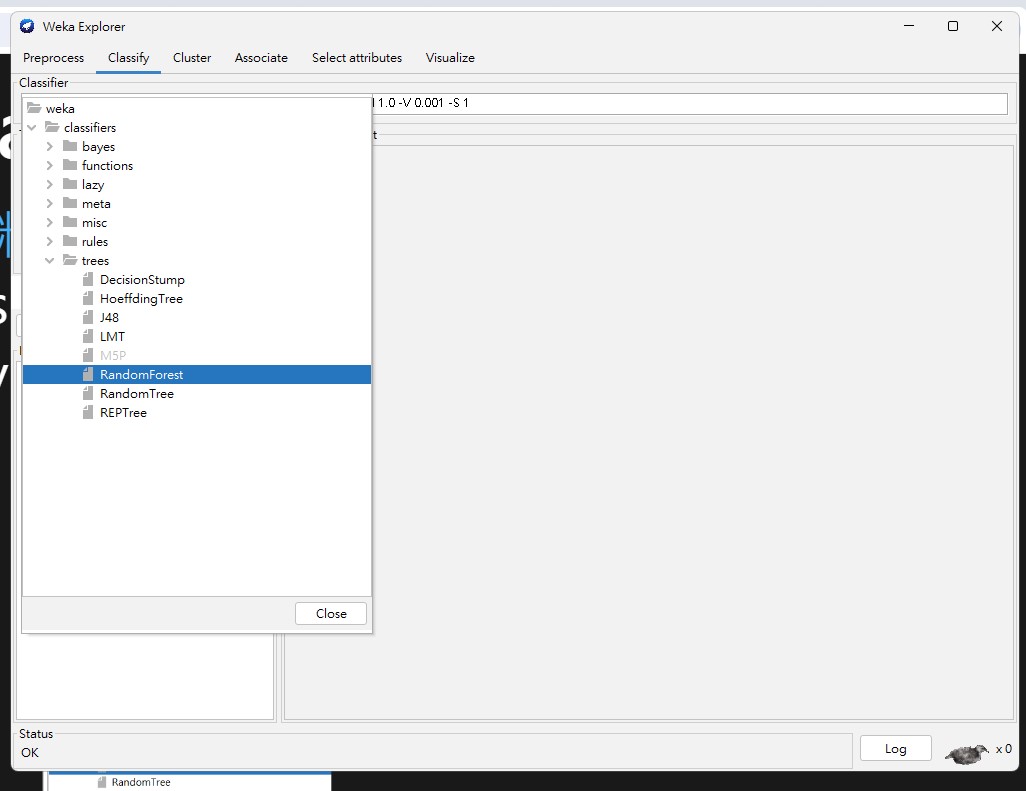 Weka Explorer
Preprocess Classify Cluster Associate Select attributes Visualize
Classifier
1.0 -V 0.001 -S 1
weka
classifiers
bayes
functions
lazy
meta
misc
rules
trees
DecisionStump
HoeffdingTree
J48
LMT
M5P
RandomForest
RandomTree
REPTree
Close
Status
OK
Log
x 0
RandomTree